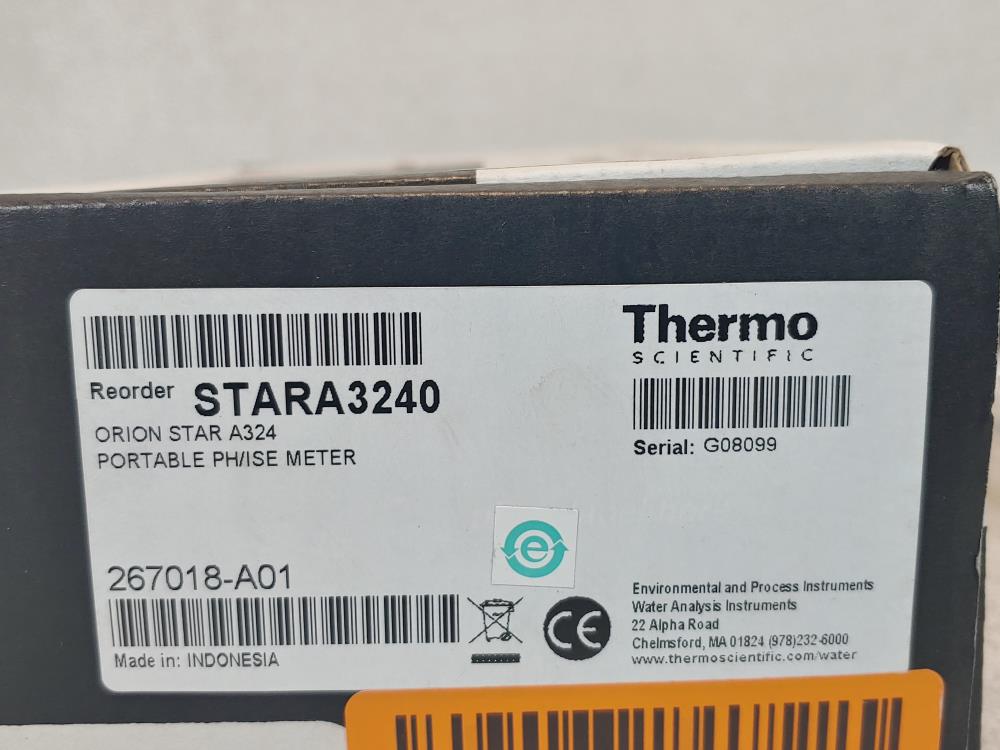 Reorder STARA3240
ORION STAR A324
PORTABLE PH/ISE METER
267018-A01
Made in: INDONESIA
Thermo
SCIENTIFIC
Serial: G08099
e
CE
Environmental and Process Instruments
Water Analysis Instruments
22 Alpha Road
Chelmsford, MA 01824 (978)232-6000
www.thermoscientific.com/water